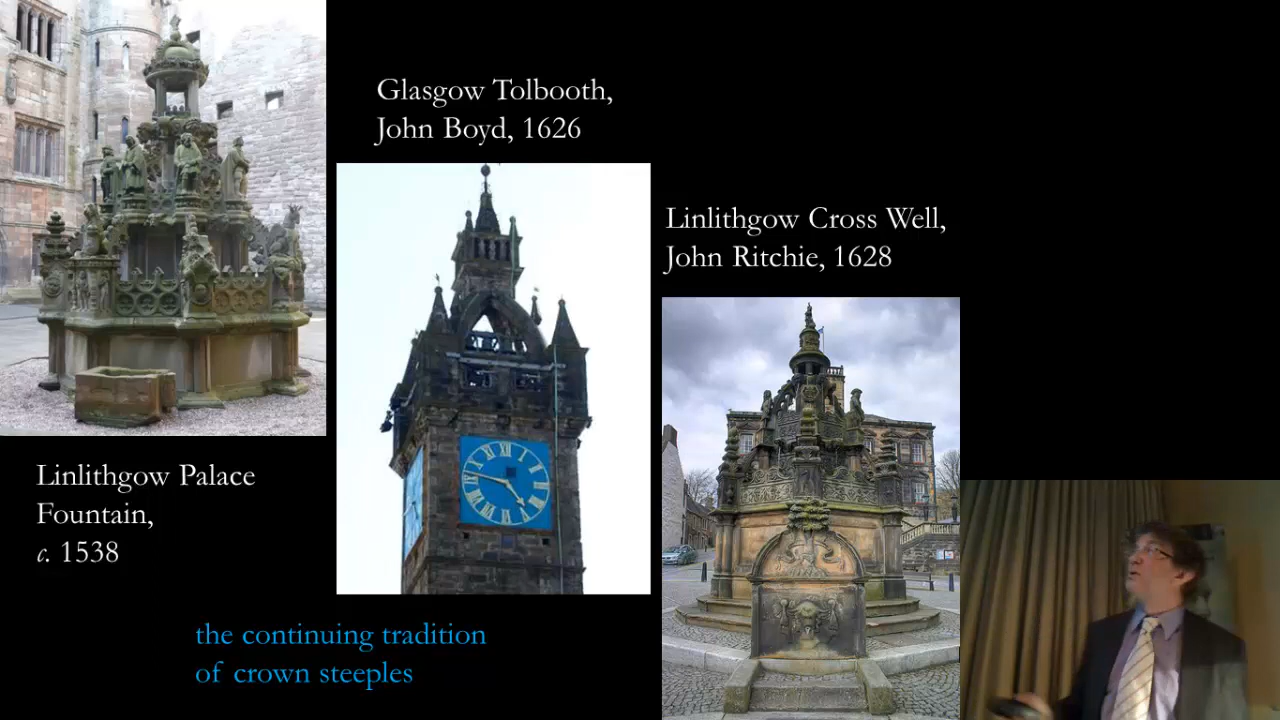 Glasgow Tolbooth,
John Boyd, 1626
Linlithgow Cross Well,
John Ritchie, 1628
Linlithgow Palace
Fountain,
c. 1538
the continuing tradition
of crown steeples